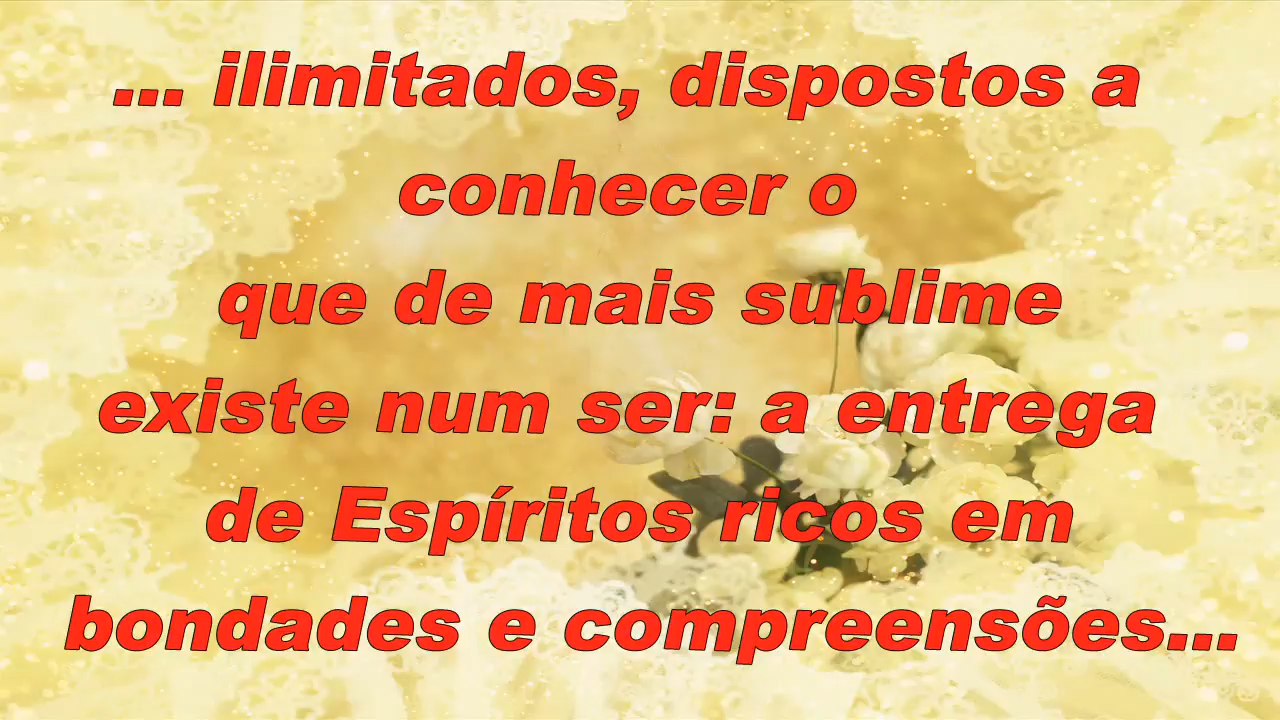 ... ilimitados, dispostos a
conhecer o
que de mais sublime
existe num ser: a entrega
de Espíritos ricos em
bondades e compreensões...